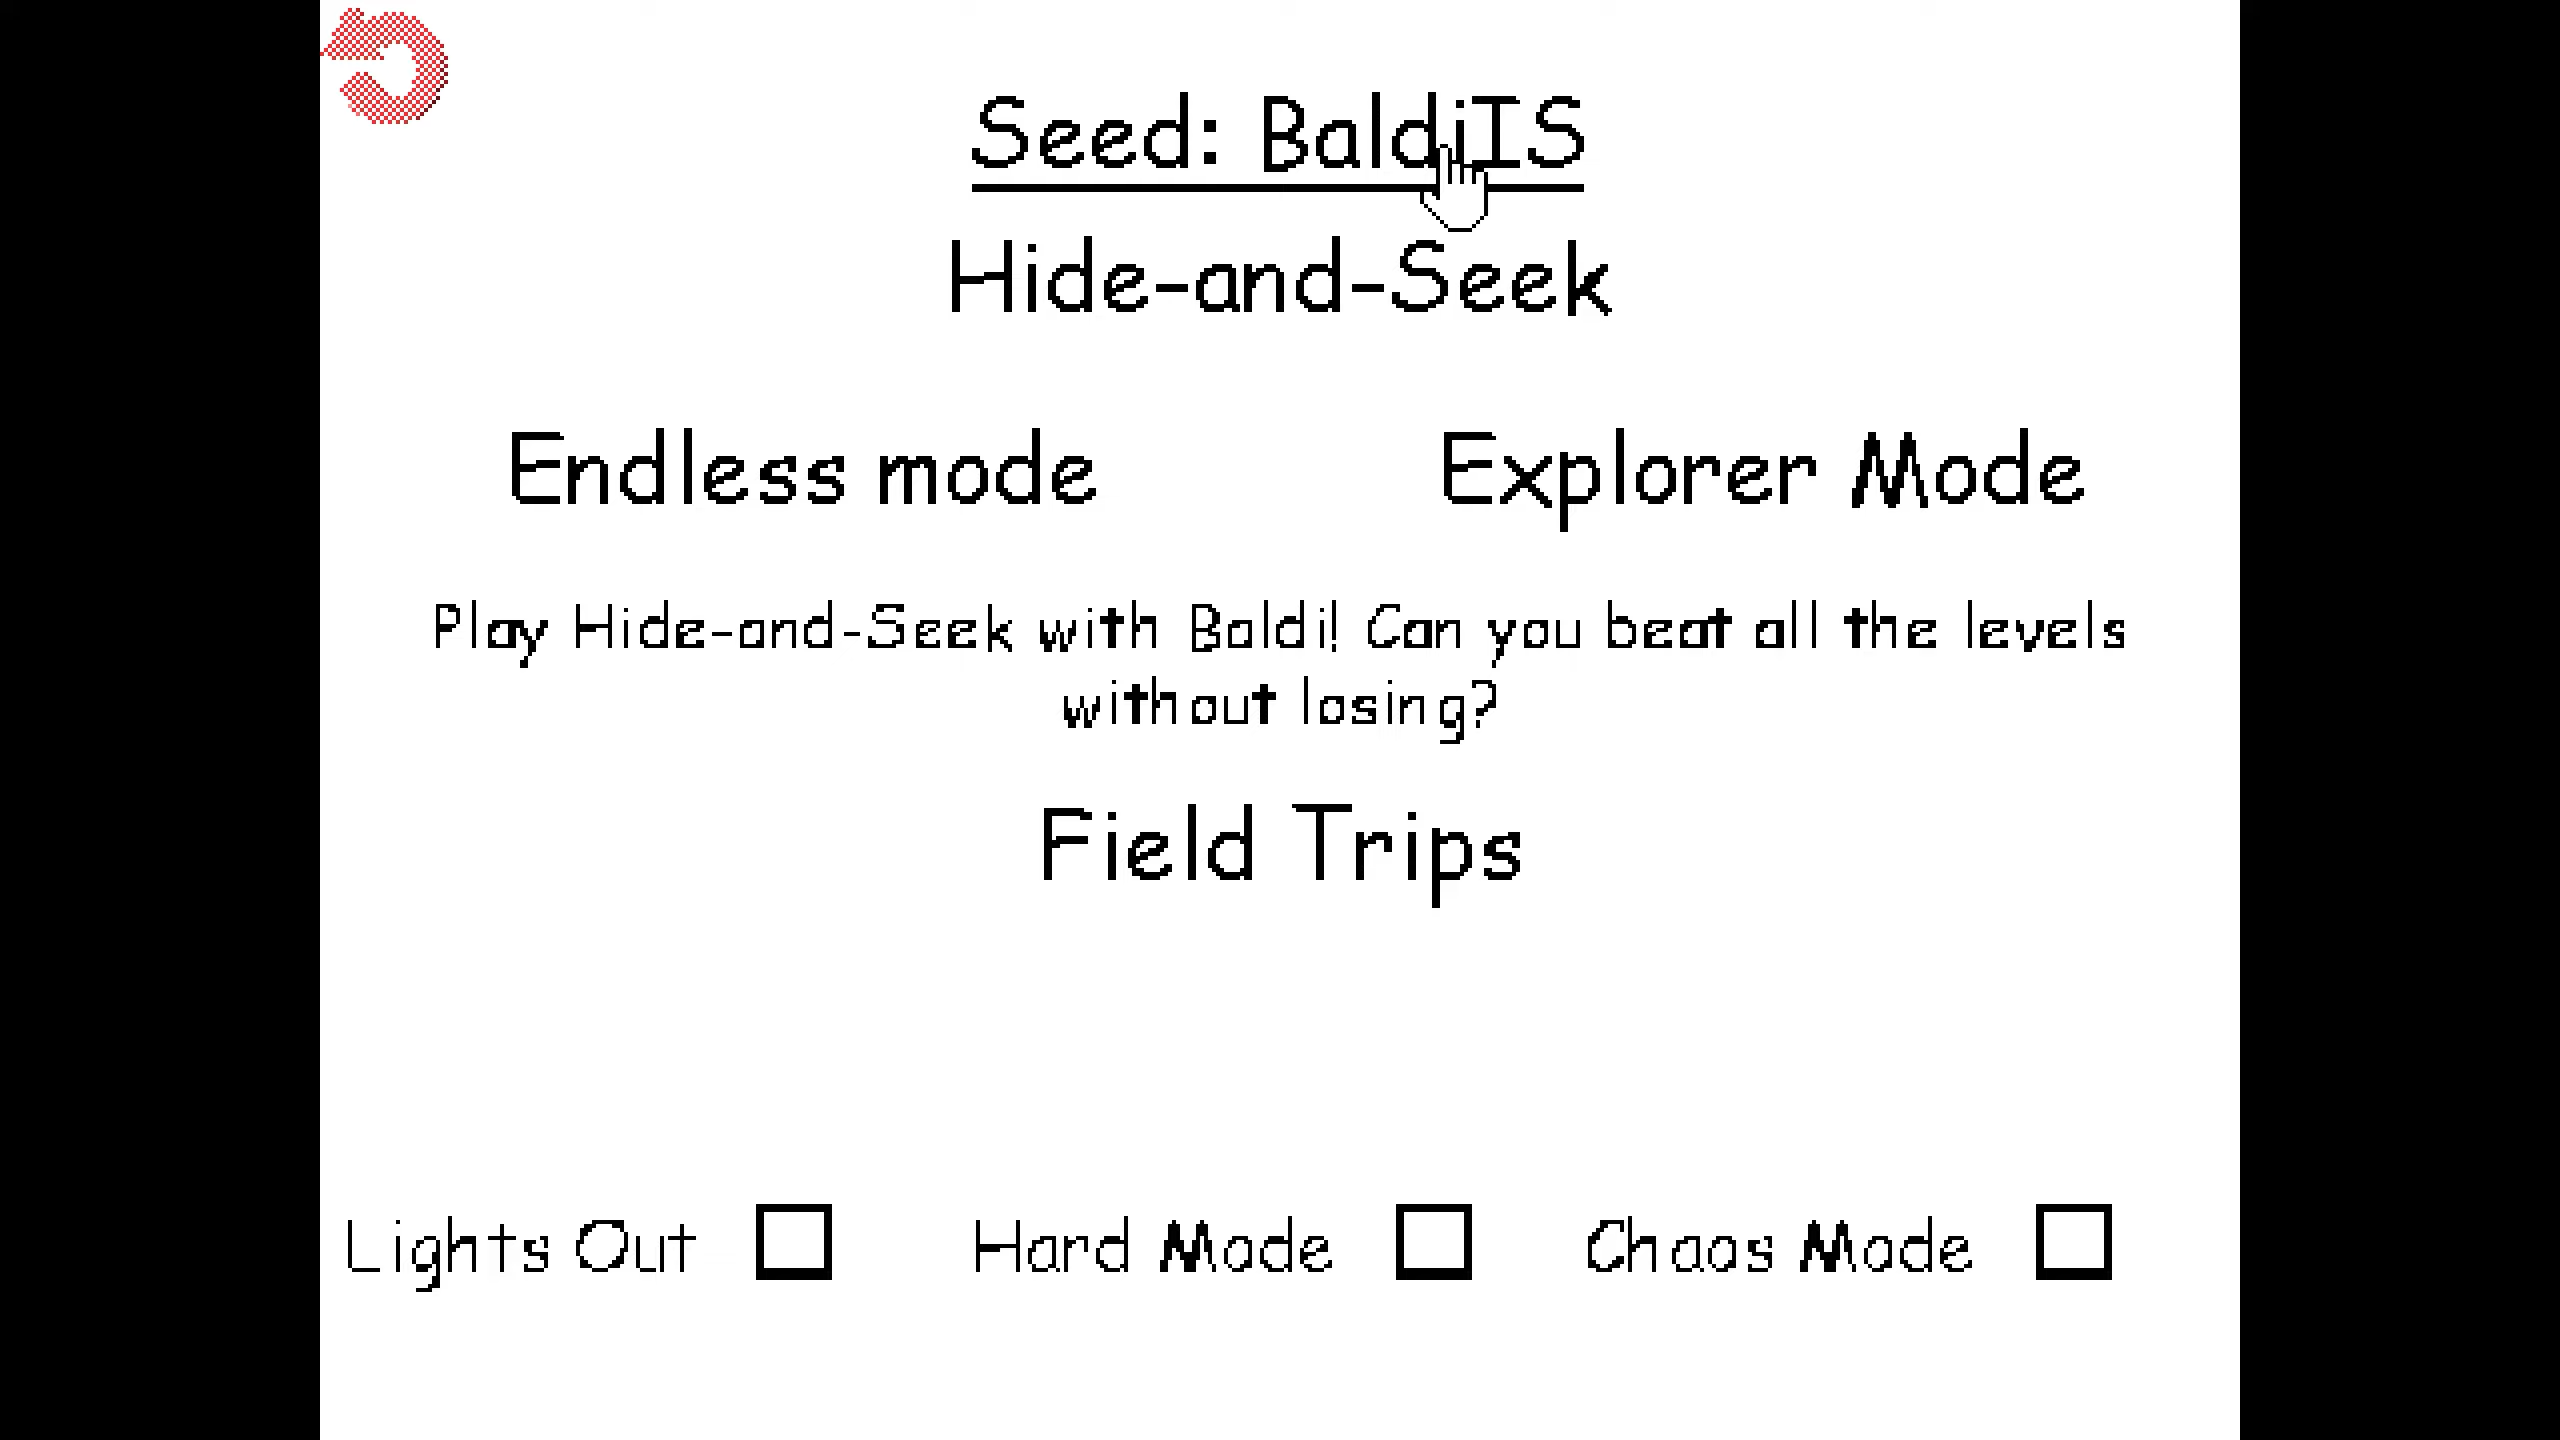 Seed: BaldiIS
Hide-and-Seek
Endless mode
Explorer Mode
Play Hide-and-Seek with Baldi! Can you beat all the levels
without losing?
Field Trips
Lights Out
Hard Mode
Chaos Mode